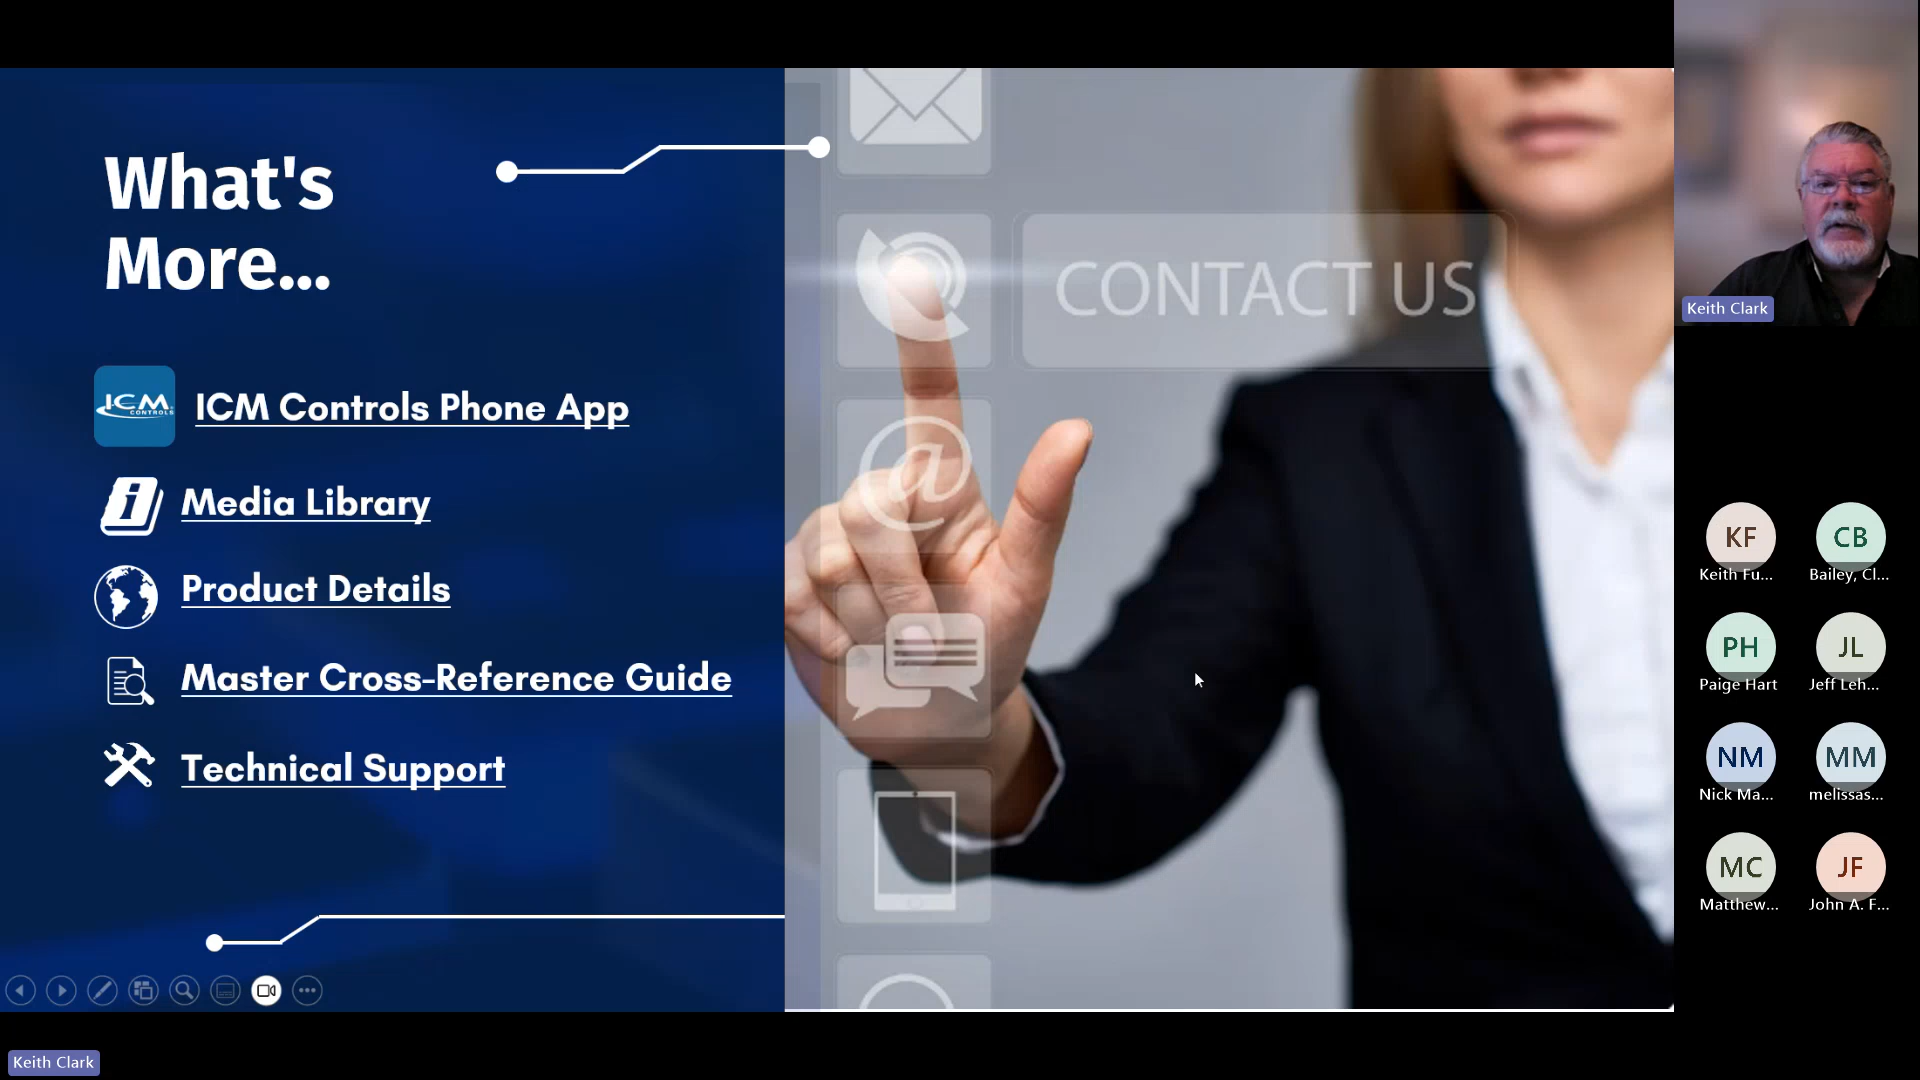 What's
More...
ICM CONTROLS
ICM Controls Phone App
Media Library
Product Details
Master Cross-Reference Guide
Technical Support
@
CONTACT US
Keith Clark
KF
Keith Fu...
CB
Bailey, Cl...
PH
Paige Hart
JL
Jeff Leh...
NM
Nick Ma...
MM
melissas...
MC
Matthew...
JF
John A. F...
Keith Clark